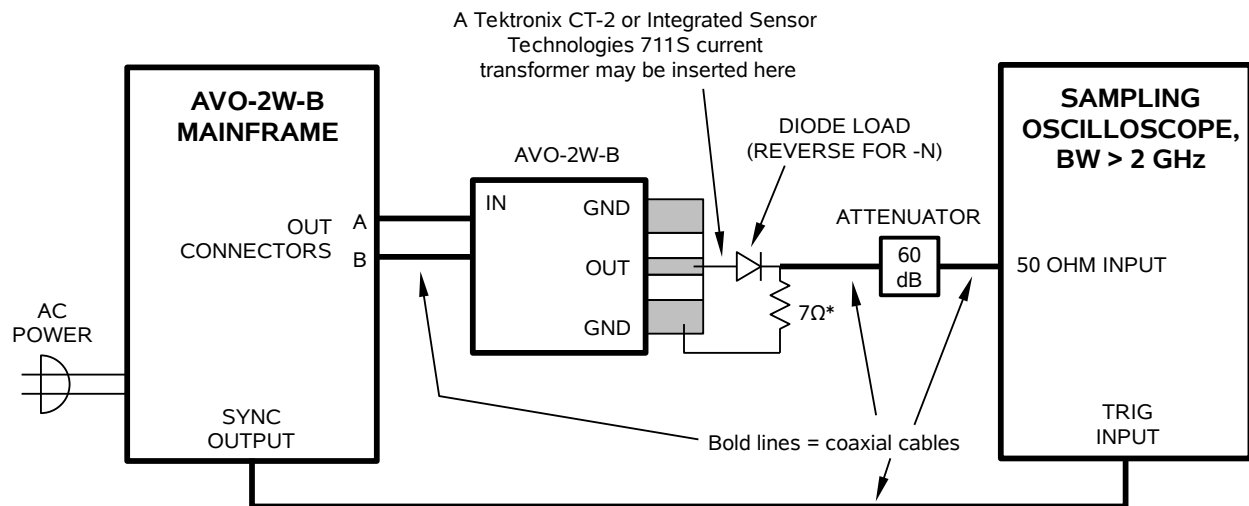 A Tektronix CT-2 or Integrated Sensor
Technologies 711S current
transformer may be inserted here
AVO-2W-B
MAINFRAME
OUT
CONNECTORS
A
B
AC
POWER
SYNC
OUTPUT
AVO-2W-B
IN
GND
OUT
GND
DIODE LOAD
(REVERSE FOR -N)
7Ω*
ATTENUATOR
60
dB
SAMPLING
OSCILLOSCOPE,
BW > 2 GHz
50 OHM INPUT
TRIG
INPUT
Bold lines = coaxial cables